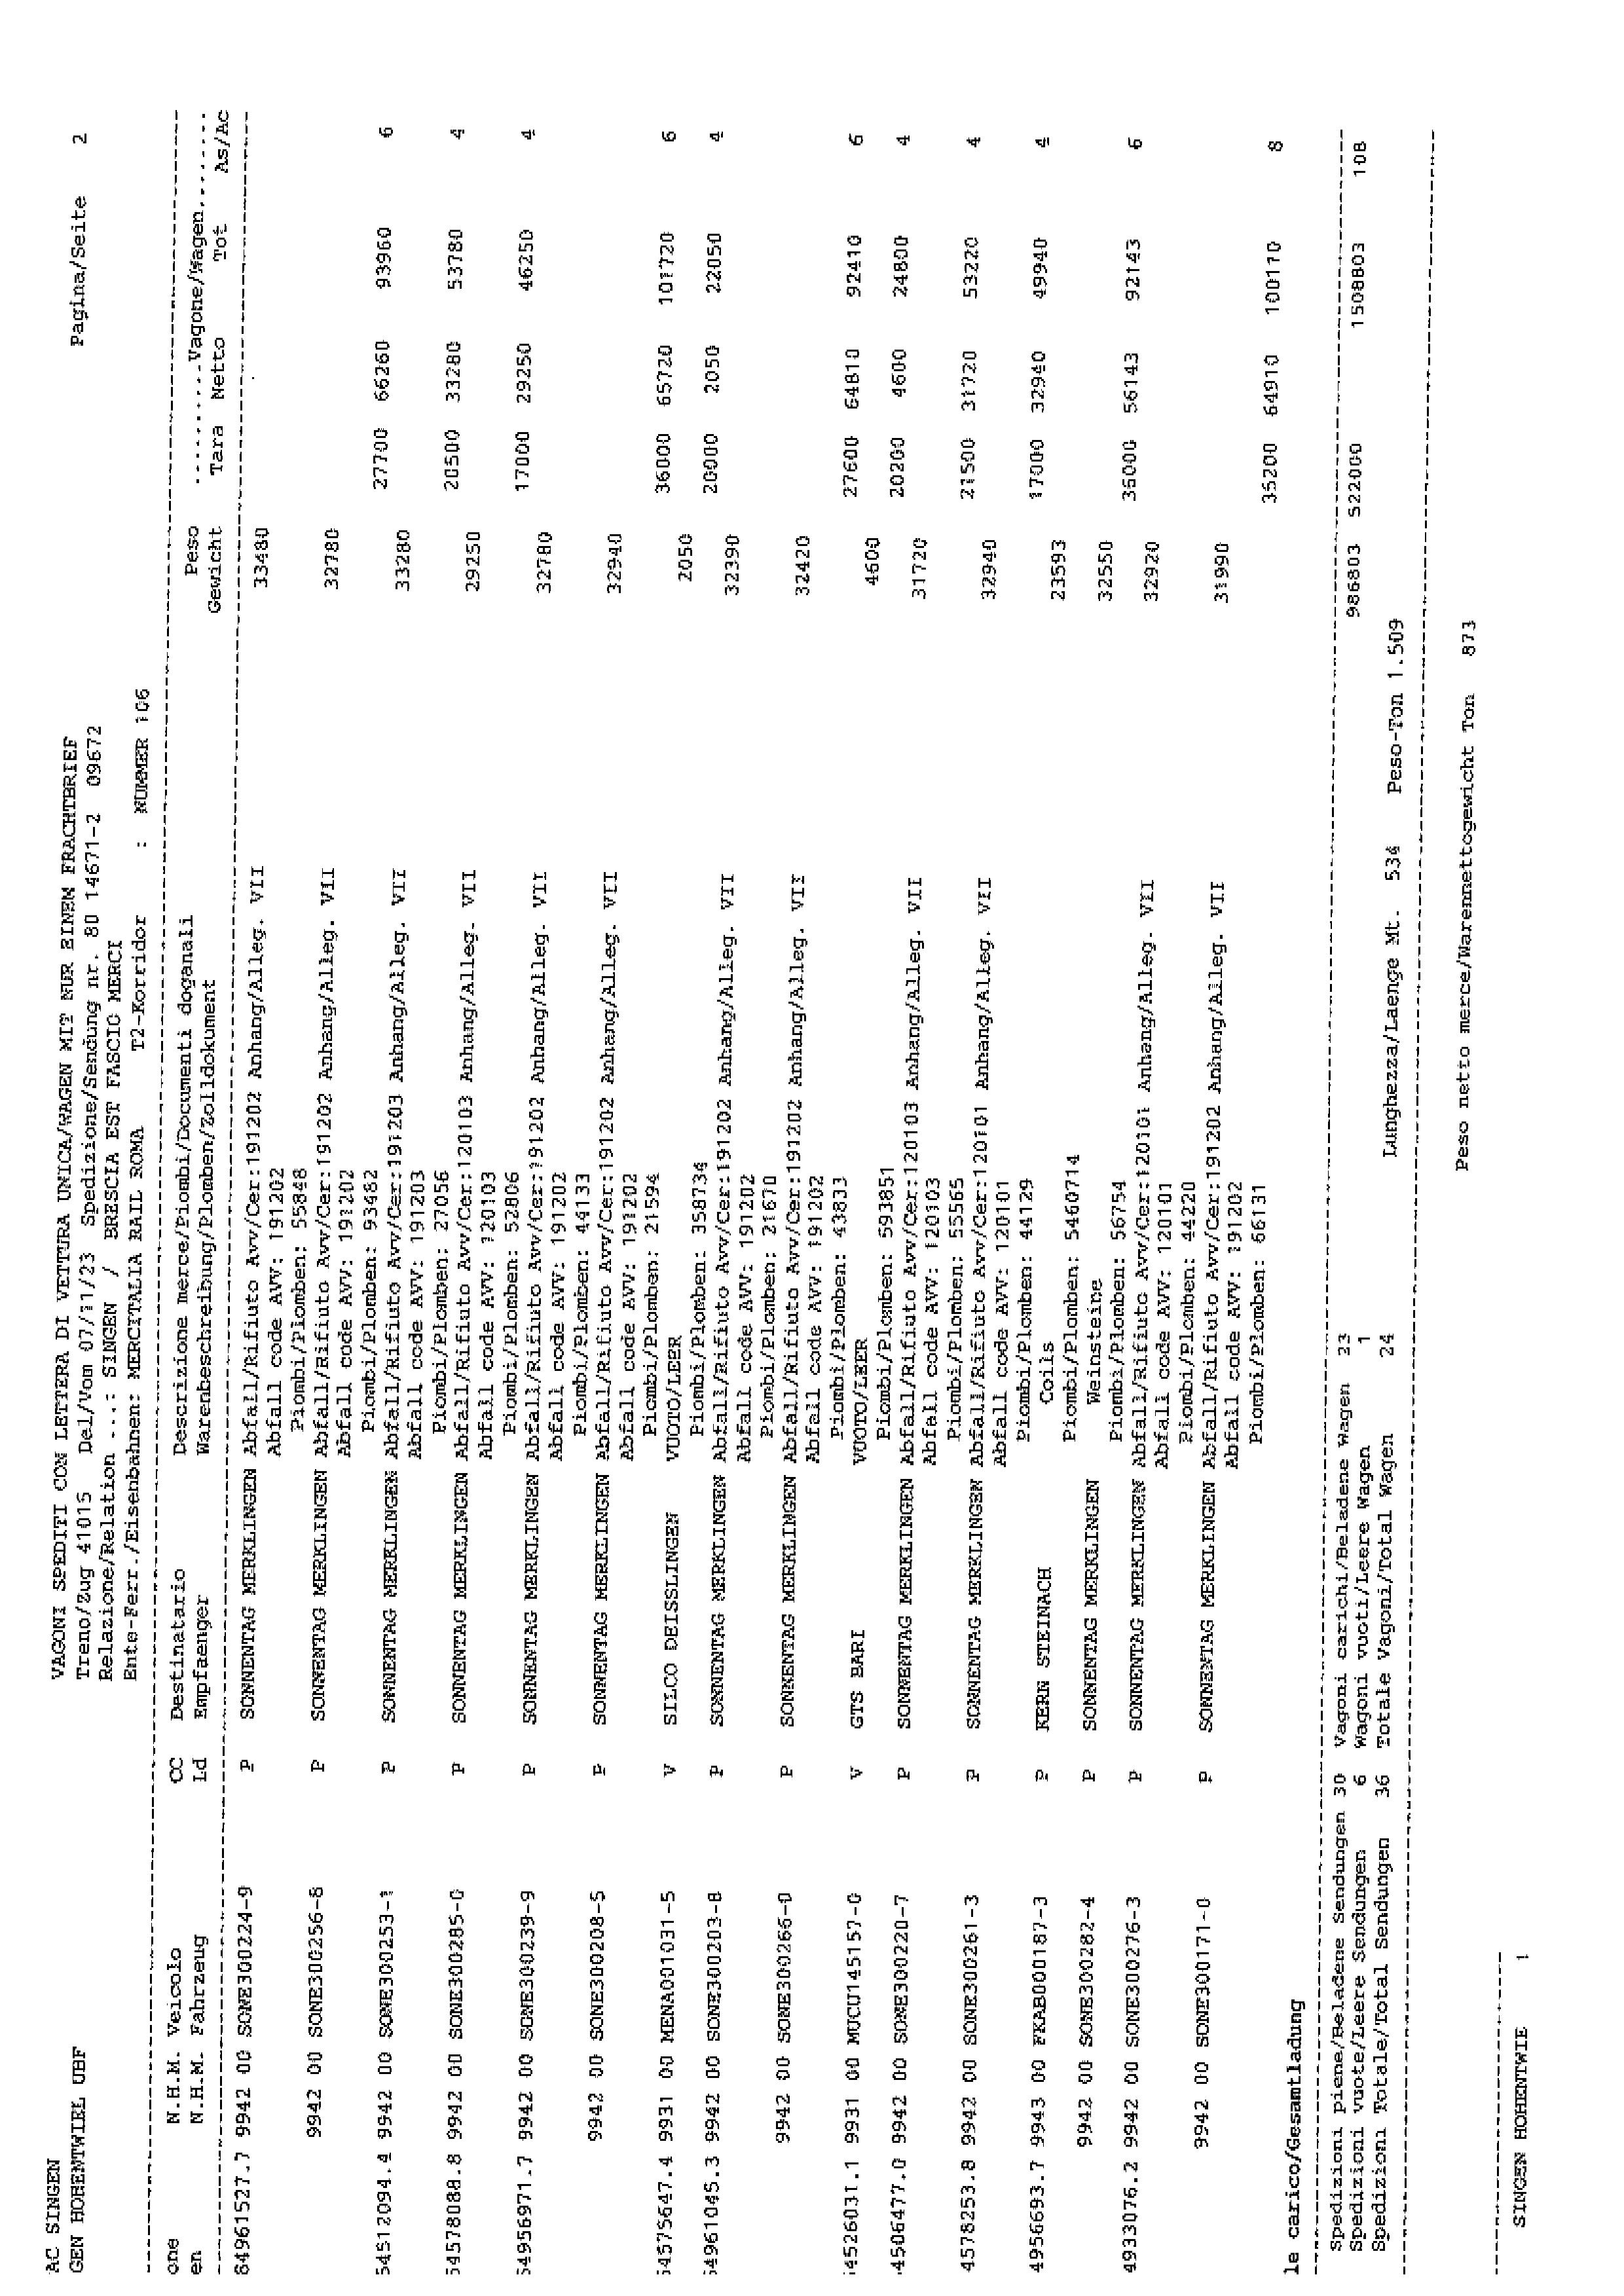 AC SINGEN
GEN HOHENTWIEL UBF
VAGONI SPEDITI CON LETTERA DI VETTURA UNICA/WAGEN MIT NUR EINEM FRACHTBRIEF
Treno/Zug 41015 Del/Vom 07/11/23 Spedizione/Sendung nr. 80 14671-2 09672
Pagina/Seite 2
Relazione/Relation ...: SINGEN / BRESCIA EST FASCIO MERCI
Ente-Ferr./Eisenbahnen: MERCITALIA RAIL ROMA T2-Korridor : NUMMER 106
one N.H.M. Veicolo CC Destinatario Descrizione merce/Piombi/Documenti doganali Peso ..........Vagone/Wagen........
en N.H.M. Fahrzeug Ld Empfaenger Warenbeschreibung/Plomben/Zolldokument Gewicht Tara Netto Tot As/Ac
84961527.7 9942 00 SONE300224-9 P SONNENTAG MERKLINGEN Abfall/Rifiuto Avv/Cer:191202 Anhang/Alleg. VII 33480
Abfall code AVV: 191202
Piombi/Plomben: 55848
9942 00 SONE300256-8 P SONNENTAG MERKLINGEN Abfall/Rifiuto Avv/Cer:191202 Anhang/Alleg. VII 32780
Abfall code AVV: 191202
Piombi/Plomben: 93482
27700 66260 93960 6
54512094.4 9942 00 SONE300253-1 P SONNENTAG MERKLINGEN Abfall/Rifiuto Avv/Cer:191203 Anhang/Alleg. VII 33280
Abfall code AVV: 191203
Piombi/Plomben: 27056
20500 33280 53780 4
54578088.8 9942 00 SONE300285-0 P SONNENTAG MERKLINGEN Abfall/Rifiuto Avv/Cer:120103 Anhang/Alleg. VII 29250
Abfall code AVV: 120103
Piombi/Plomben: 52806
17000 29250 46250 4
54956971.7 9942 00 SONE300239-9 P SONNENTAG MERKLINGEN Abfall/Rifiuto Avv/Cer:191202 Anhang/Alleg. VII 32780
Abfall code AVV: 191202
Piombi/Plomben: 44133
9942 00 SONE300208-5 P SONNENTAG MERKLINGEN Abfall/Rifiuto Avv/Cer:191202 Anhang/Alleg. VII 32940
Abfall code AVV: 191202
Piombi/Plomben: 21594
36000 65720 101720 6
54575647.4 9931 00 MENA001031-5 V SILCO DEISSLINGEN VUOTO/LEER 2050
Piombi/Plomben: 358734
20000 2050 22050 4
54961045.3 9942 00 SONE300203-8 P SONNENTAG MERKLINGEN Abfall/Rifiuto Avv/Cer:191202 Anhang/Alleg. VII 32390
Abfall code AVV: 191202
Piombi/Plomben: 21670
9942 00 SONE300266-0 P SONNENTAG MERKLINGEN Abfall/Rifiuto Avv/Cer:191202 Anhang/Alleg. VII 32420
Abfall code AVV: 191202
Piombi/Plomben: 43833
27600 64810 92410 6
4526031.1 9931 00 MUCU145157-0 V GTS BARI VUOTO/LEER 4600
Piombi/Plomben: 593851
20200 4600 24800 4
4506477.0 9942 00 SONE300220-7 P SONNENTAG MERKLINGEN Abfall/Rifiuto Avv/Cer:120103 Anhang/Alleg. VII 31720
Abfall code AVV: 120103
Piombi/Plomben: 55565
21500 31720 53220 4
4578253.8 9942 00 SONE300261-3 P SONNENTAG MERKLINGEN Abfall/Rifiuto Avv/Cer:120101 Anhang/Alleg. VII 32940
Abfall code AVV: 120101
Piombi/Plomben: 44129
17000 32940 49940 4
4956693.7 9943 00 FKAB000187-3 P KERN STEINACH Coils 23593
Piombi/Plomben: 5460714
9942 00 SONE300282-4 P SONNENTAG MERKLINGEN Weinsteine 32550
Piombi/Plomben: 56754
36000 56143 92143 6
4933076.2 9942 00 SONE300276-3 P SONNENTAG MERKLINGEN Abfall/Rifiuto Avv/Cer:120101 Anhang/Alleg. VII 32920
Abfall code AVV: 120101
Piombi/Plomben: 44220
9942 00 SONE300171-0 P SONNENTAG MERKLINGEN Abfall/Rifiuto Avv/Cer:191202 Anhang/Alleg. VII 31990
Abfall code AVV: 191202
Piombi/Plomben: 66131
35200 64910 100110 8
le carico/Gesamtladung
Spedizioni piene/Beladene Sendungen 30 Vagoni carichi/Beladene Wagen 23
986803 522000 1508803 108
Spedizioni vuote/Leere Sendungen 6 Wagoni vuoti/Leere Wagen 1
Spedizioni Totale/Total Sendungen 36 Totale Vagoni/Total Wagen 24 Lunghezza/Laenge Mt. 534 Peso-Ton 1.509
Peso netto merce/Warennettogewicht Ton 873
SINGEN HOHENTWIE 1